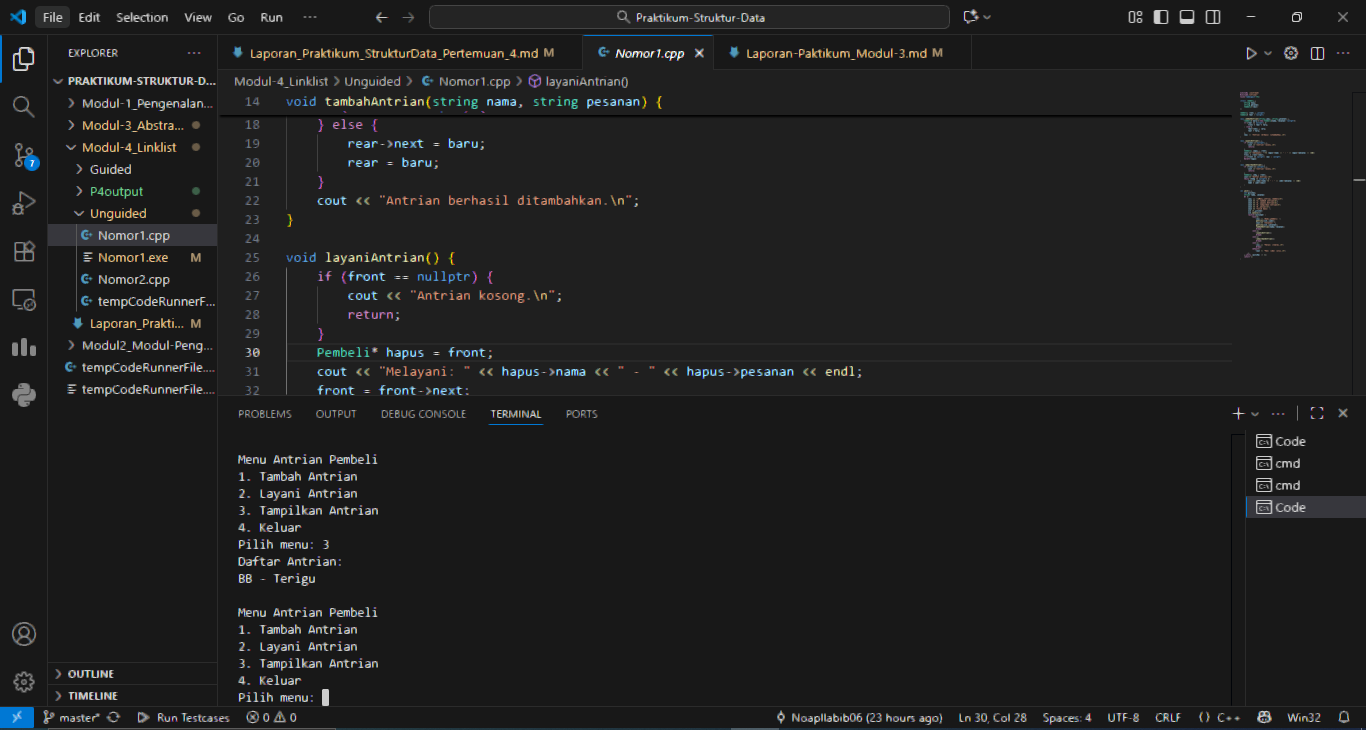 File Edit Selection View Go Run ··· Praktikum-Struktur-Data
EXPLORER ···
PRAKTIKUM-STRUKTUR-D...
Modul-1_Pengenalan...
Modul-3_Abstra...
Modul-4_Linklist
Guided
P4output
Unguided
Nomor1.cpp
Nomor1.exe M
Nomor2.cpp
tempCodeRunnerF...
Laporan_Prakti... M
Modul2_Modul-Peng...
tempCodeRunnerFile....
tempCodeRunnerFile....
OUTLINE
TIMELINE
7
Laporan_Praktikum_StrukturData_Pertemuan_4.md M Nomor1.cpp Laporan-Paktikum_Modul-3.md M
Modul-4_Linklist > Unguided > Nomor1.cpp > layaniAntrian()
14 void tambahAntrian(string nama, string pesanan) {
18 } else {
19 rear->next = baru;
20 rear = baru;
21 }
22 cout << "Antrian berhasil ditambahkan.\n";
23 }
24
25 void layaniAntrian() {
26 if (front == nullptr) {
27 cout << "Antrian kosong.\n";
28 return;
29 }
30 Pembeli* hapus = front;
31 cout << "Melayani: " << hapus->nama << " - " << hapus->pesanan << endl;
32 front = front->next;
PROBLEMS OUTPUT DEBUG CONSOLE TERMINAL PORTS
Menu Antrian Pembeli
1. Tambah Antrian
2. Layani Antrian
3. Tampilkan Antrian
4. Keluar
Pilih menu: 3
Daftar Antrian:
BB - Terigu
Menu Antrian Pembeli
1. Tambah Antrian
2. Layani Antrian
3. Tampilkan Antrian
4. Keluar
Pilih menu:
Code
cmd
cmd
Code
master* Run Testcases 0 0 Noapllabib06 (23 hours ago) Ln 30, Col 28 Spaces: 4 UTF-8 CRLF () C++ Win32